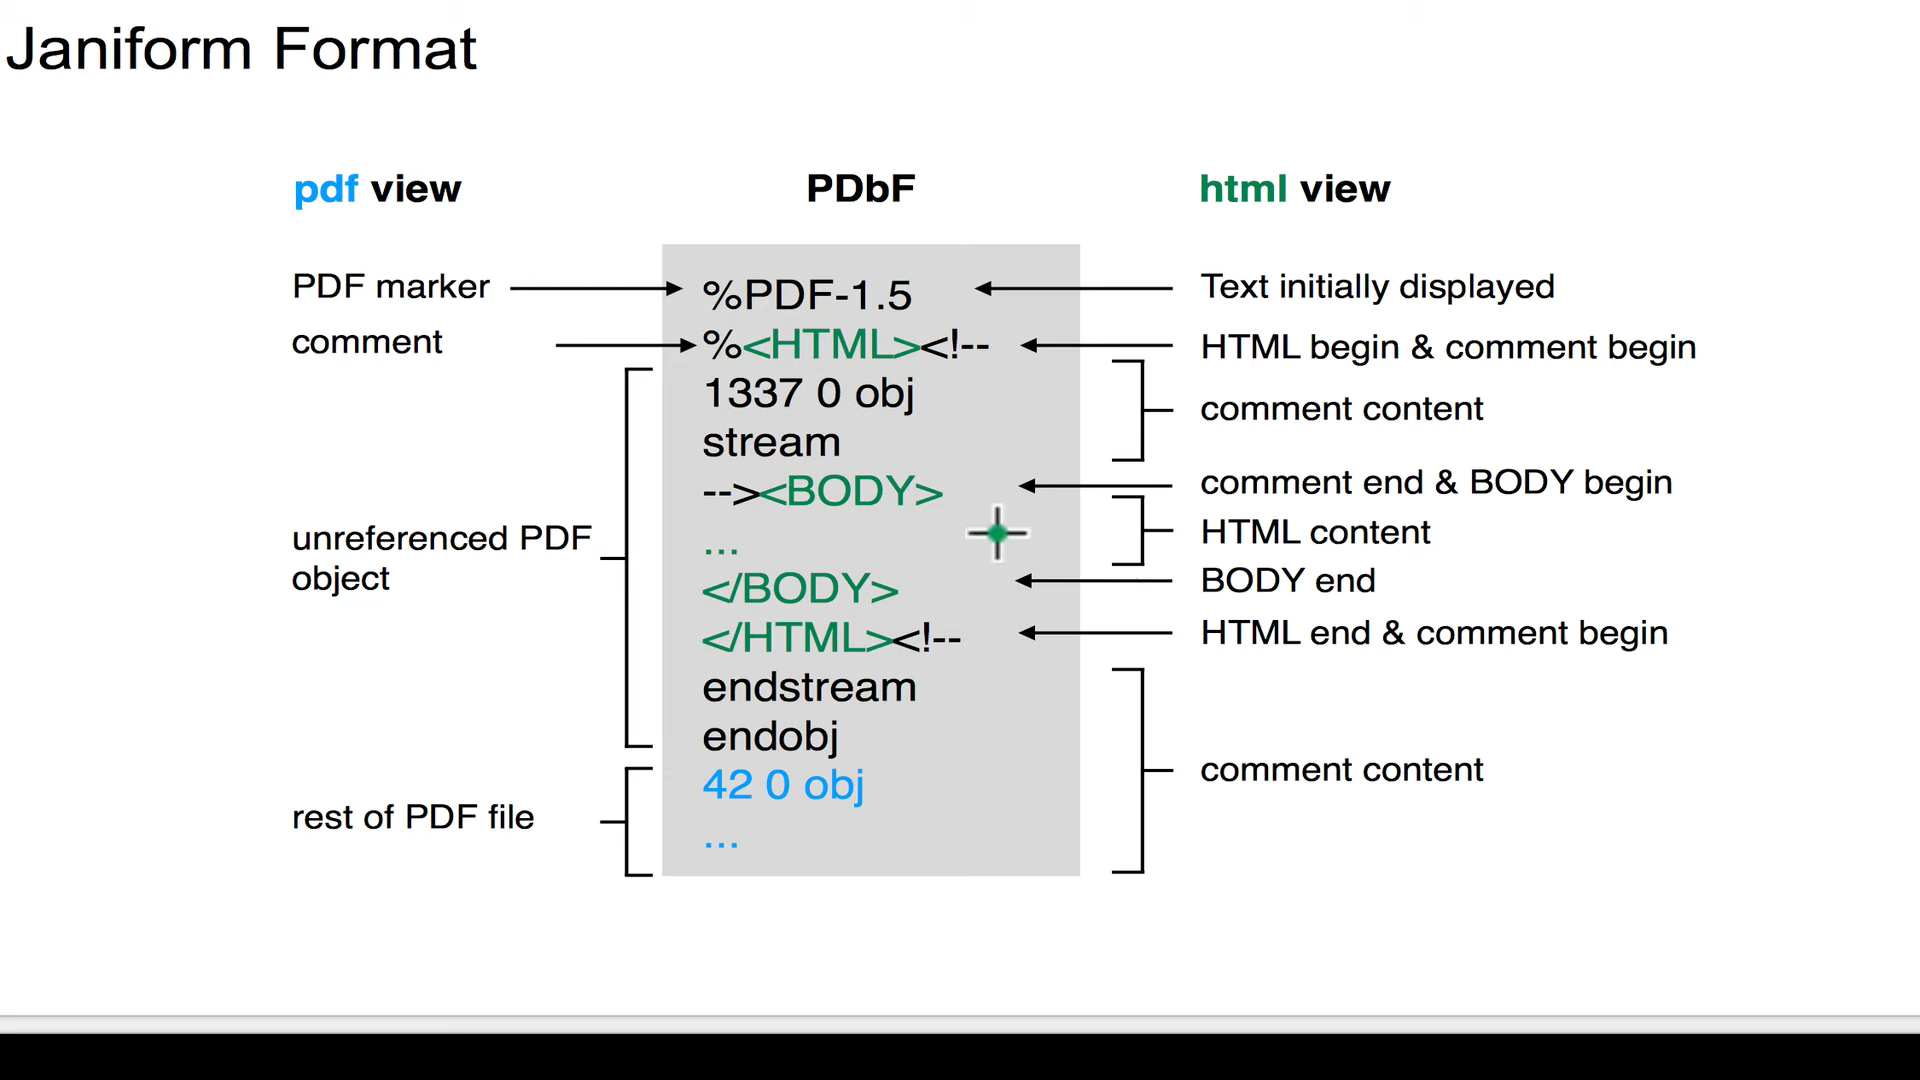 Janiform Format
pdf view
PDbF
html view
PDF marker
%PDF-1.5
Text initially displayed
comment
%<HTML><!--
HTML begin & comment begin
1337 0 obj
comment content
stream
--><BODY>
comment end & BODY begin
unreferenced PDF
object
...
HTML content
</BODY>
BODY end
</HTML><!--
HTML end & comment begin
endstream
endobj
42 0 obj
comment content
rest of PDF file
...